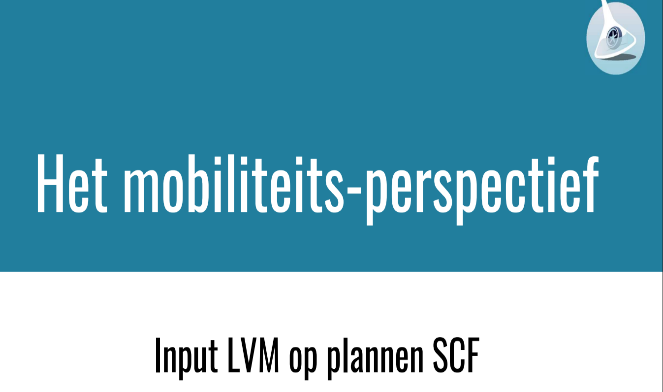 Het mobiliteits-perspectief
Input LVM op plannen SCF